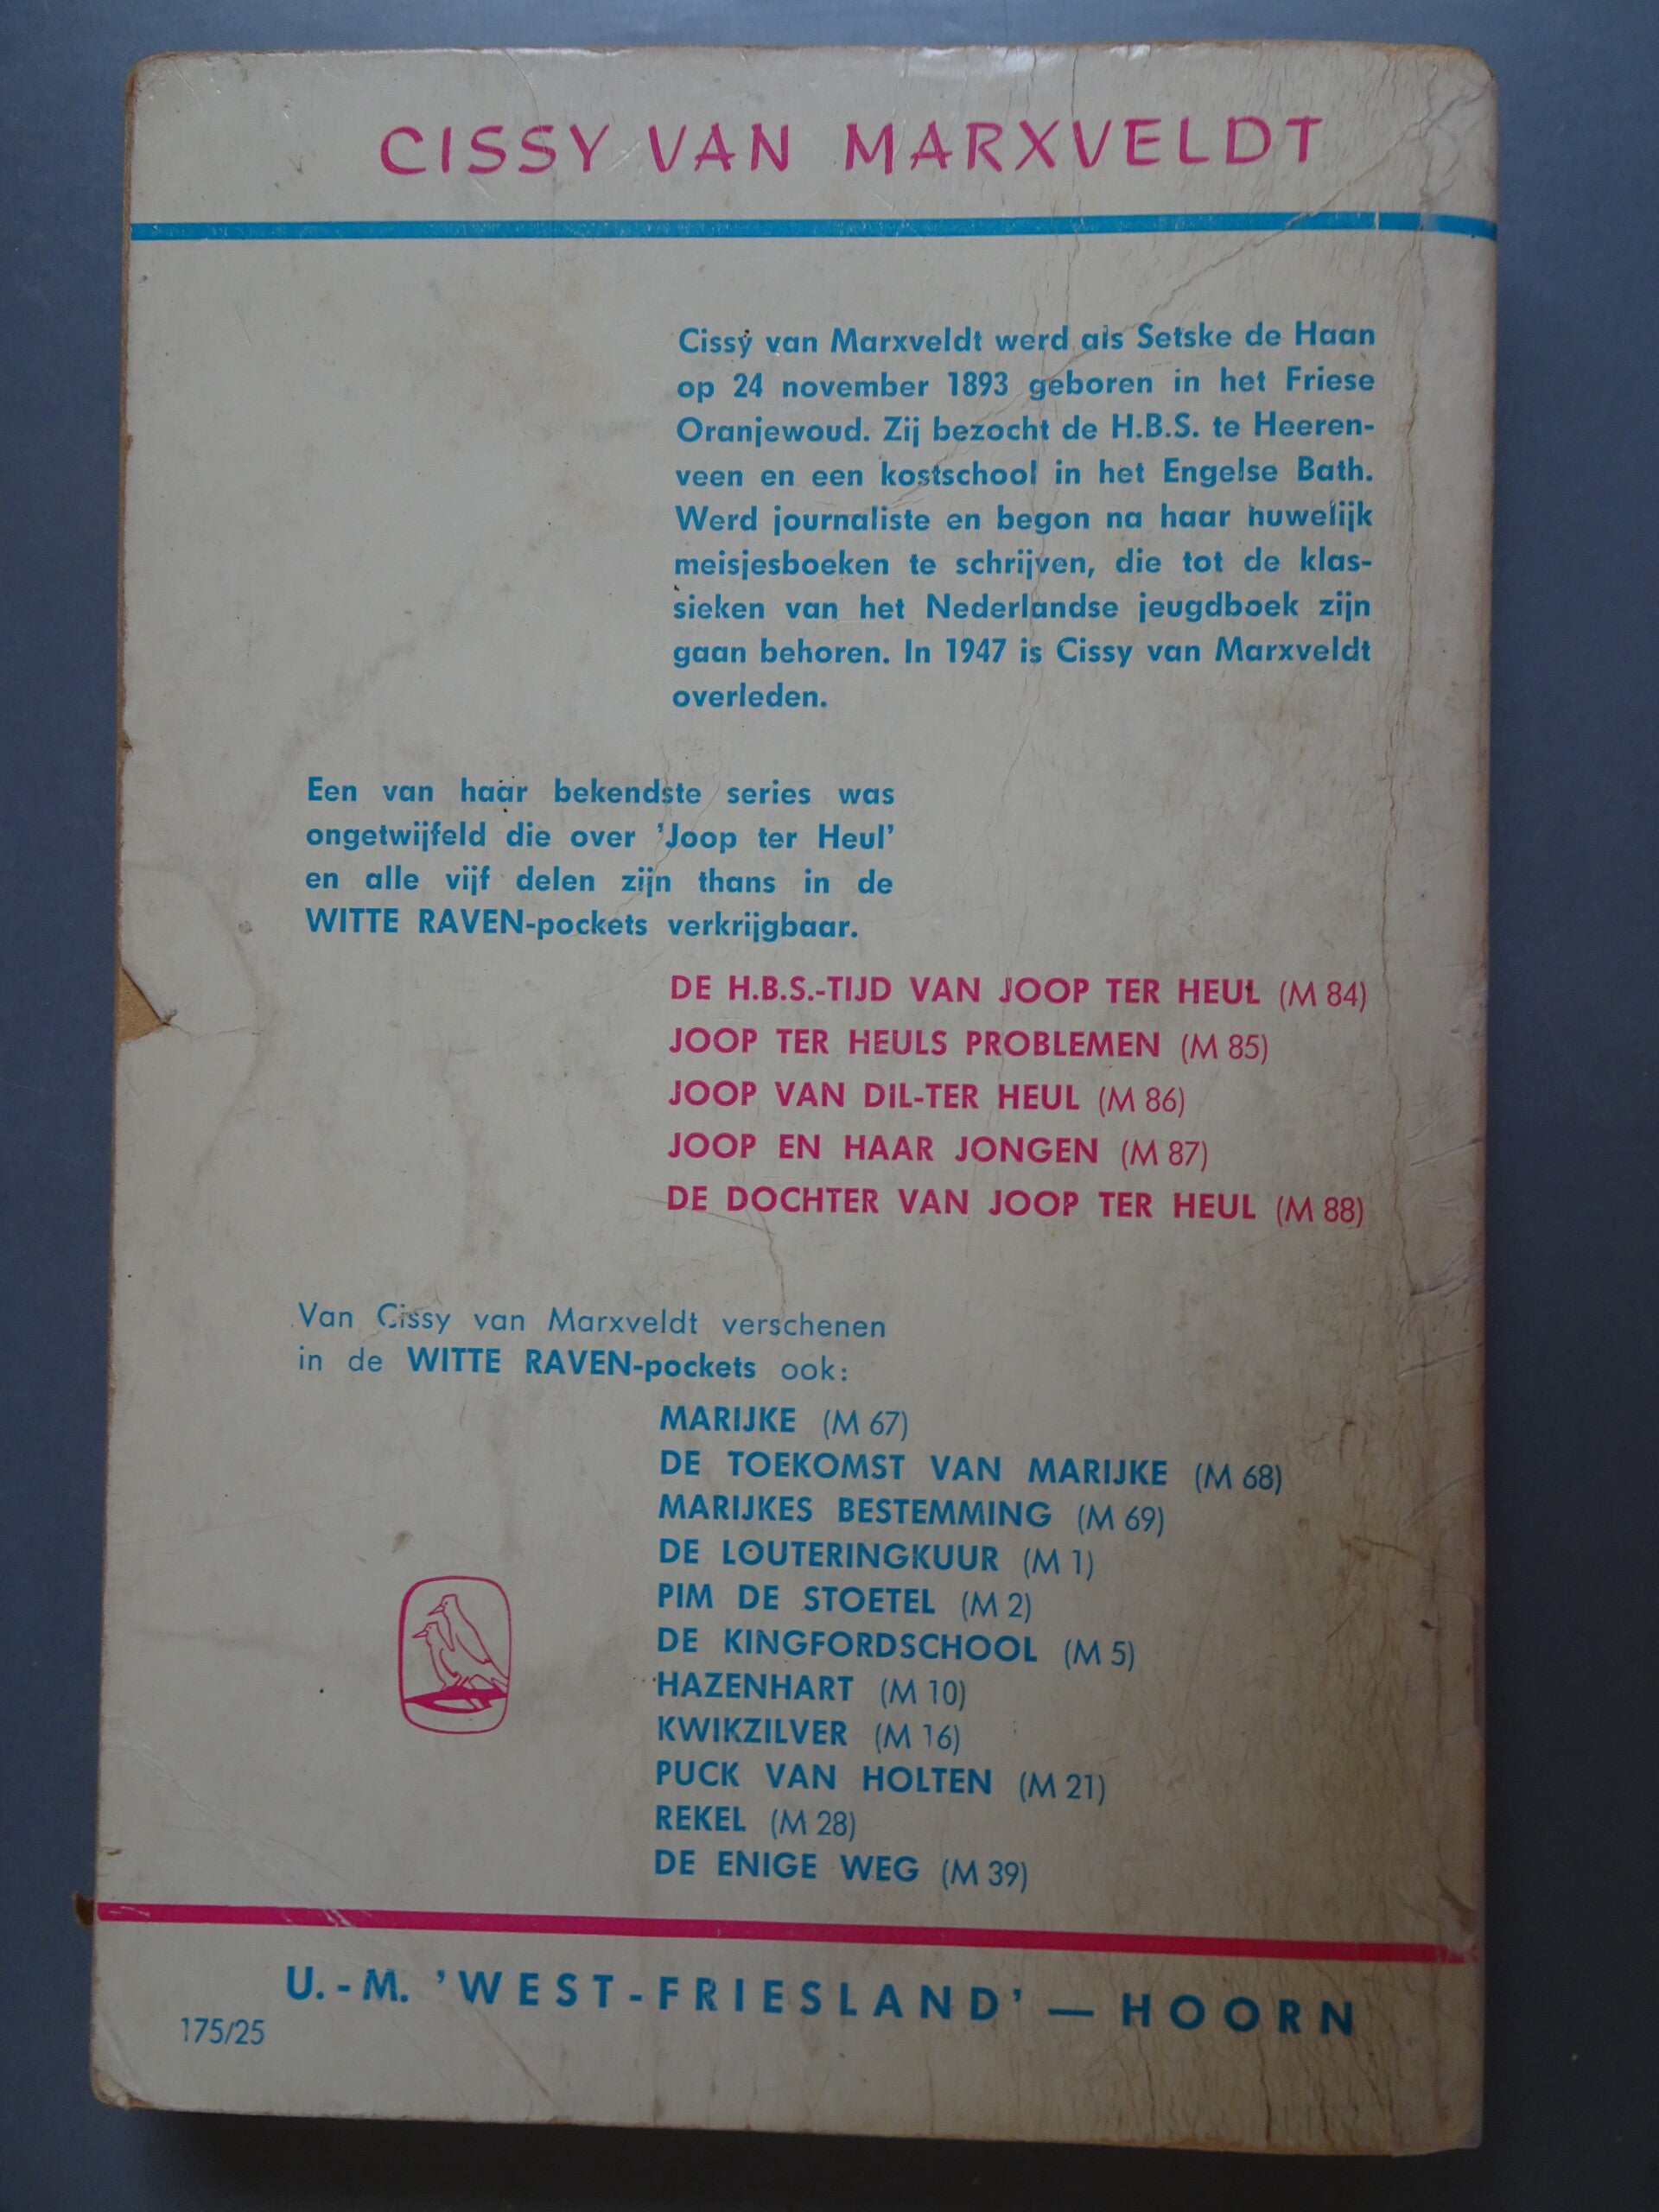 CISSY VAN MARXVELDT
Cissy van Marxveldt werd als Setske de Haan
op 24 november 1893 geboren in het Friese
Oranjewoud. Zij bezocht de H.B.S. te Heeren-
veen en een kostschool in het Engelse Bath.
Werd journaliste en begon na haar huwelijk
meisjesboeken te schrijven, die tot de klas-
sieken van het Nederlandse jeugdboek zijn
gaan behoren. In 1947 is Cissy van Marxveldt
overleden.
Een van haar bekendste series was
ongetwijfeld die over 'Joop ter Heul'
en alle vijf delen zijn thans in de
WITTE RAVEN-pockets verkrijgbaar.
DE H.B.S.-TIJD VAN JOOP TER HEUL (M 84)
JOOP TER HEULS PROBLEMEN (M 85)
JOOP VAN DIL-TER HEUL (M 86)
JOOP EN HAAR JONGEN (M 87)
DE DOCHTER VAN JOOP TER HEUL (M 88)
Van Cissy van Marxveldt verschenen
in de WITTE RAVEN-pockets ook:
MARIJKE (M 67)
DE TOEKOMST VAN MARIJKE (M 68)
MARIJKES BESTEMMING (M 69)
DE LOUTERINGKUUR (M 1)
PIM DE STOETEL (M 2)
DE KINGFORDSCHOOL (M 5)
HAZENHART (M 10)
KWIKZILVER (M 16)
PUCK VAN HOLTEN (M 21)
REKEL (M 28)
DE ENIGE WEG (M 39)
U.-M. 'WEST-FRIESLAND' — HOORN
175/25